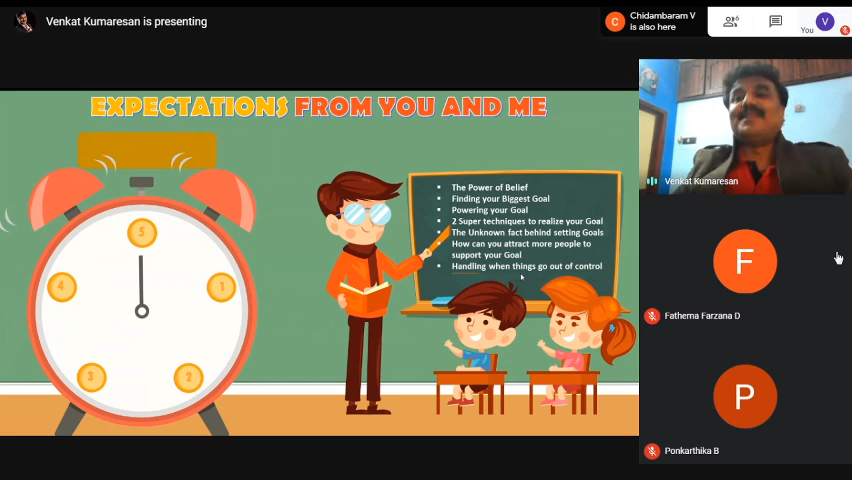 Venkat Kumaresan is presenting
Chidambaram V
is also here
C
6
You
V
EXPECTATIONS FROM YOU AND ME
The Power of Belief
Finding your Biggest Goal
Powering your Goal
2 Super techniques to realize your Goal
The Unknown fact behind setting Goals
How can you attract more people to
support your Goal
Handling when things go out of control
5
4
1
3
2
Venkat Kumaresan
F
Fathema Farzana D
P
Ponkarthika B